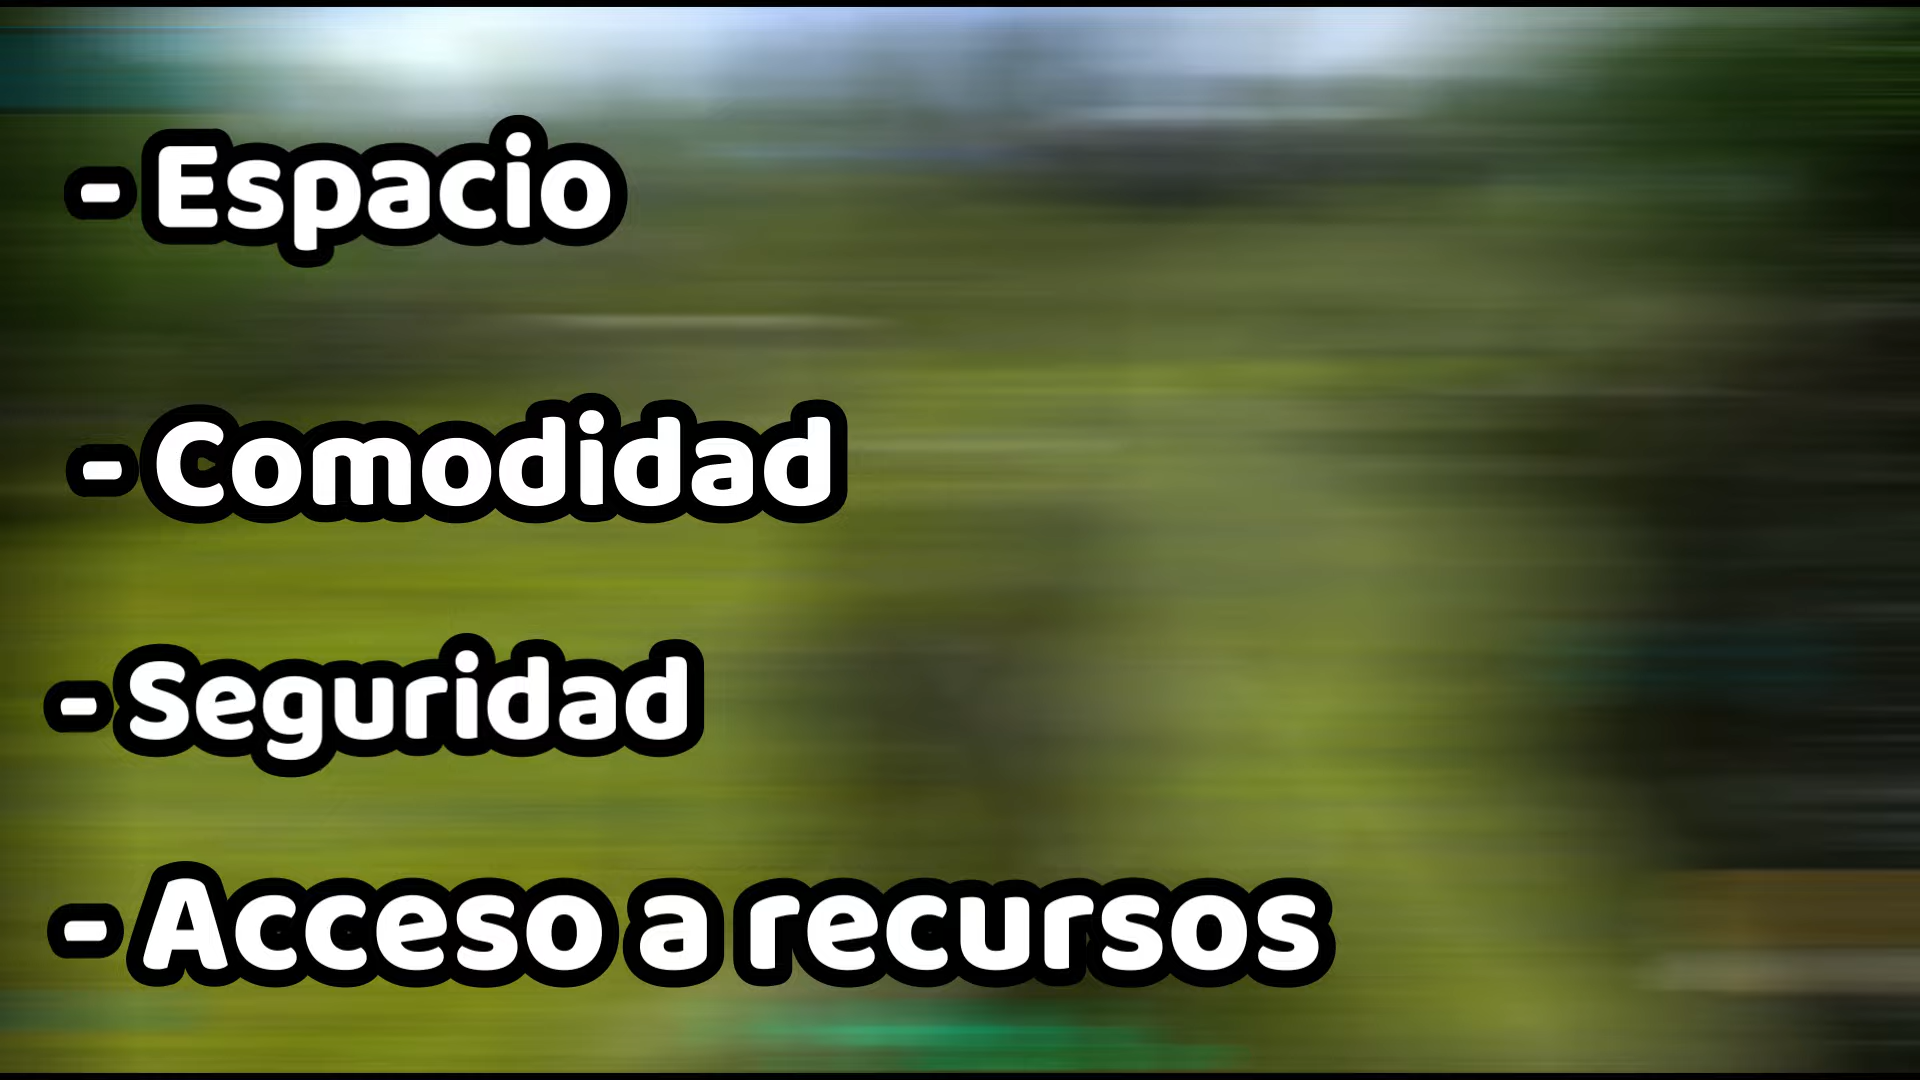 - Espacio
- Comodidad
- Seguridad
- Acceso a recursos